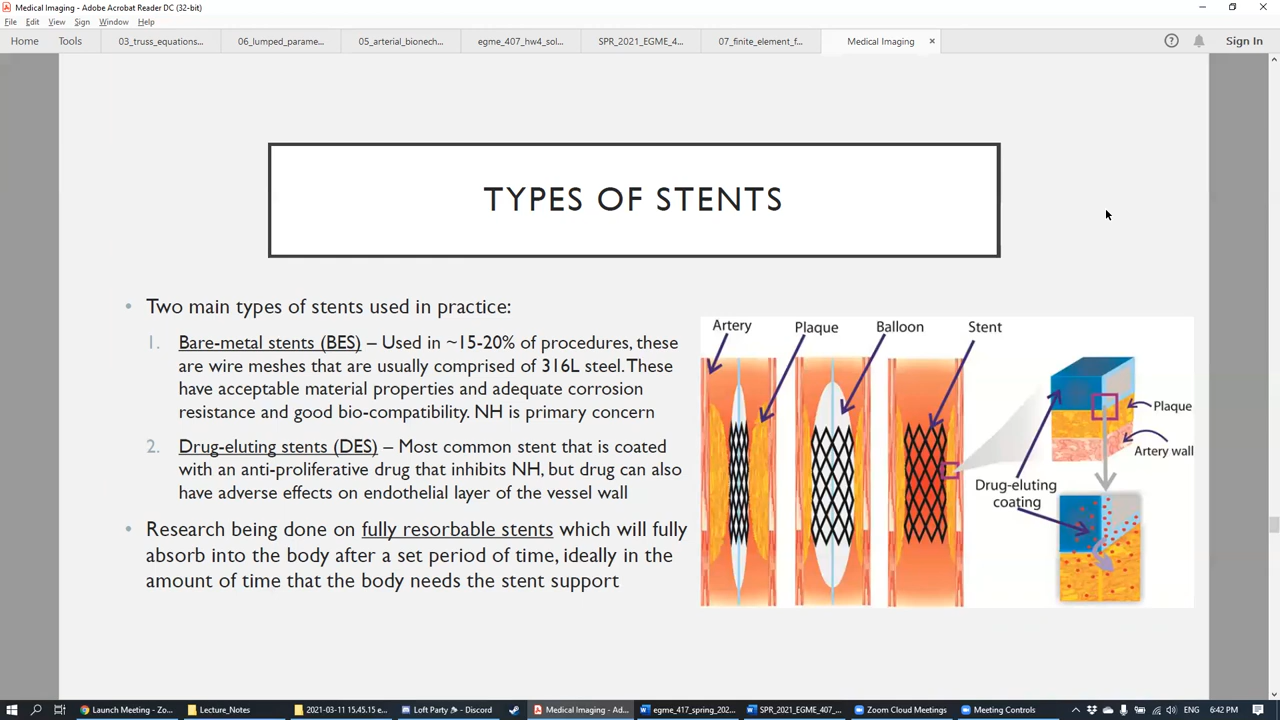 Medical Imaging - Adobe Acrobat Reader DC (32-bit)
File Edit View Sign Window Help
Home Tools 03_truss_equations... 06_lumped_parame... 05_arterial_bionech... egme_407_hw4_sol... SPR_2021_EGME_4... 07_finite_element_f... Medical Imaging × ? Sign In
TYPES OF STENTS
• Two main types of stents used in practice:
1. Bare-metal stents (BES) – Used in ~15-20% of procedures, these
are wire meshes that are usually comprised of 316L steel. These
have acceptable material properties and adequate corrosion
resistance and good bio-compatibility. NH is primary concern
2. Drug-eluting stents (DES) – Most common stent that is coated
with an anti-proliferative drug that inhibits NH, but drug can also
have adverse effects on endothelial layer of the vessel wall
• Research being done on fully resorbable stents which will fully
absorb into the body after a set period of time, ideally in the
amount of time that the body needs the stent support
Artery Plaque Balloon Stent
Plaque
Artery wall
Drug-eluting
coating
Launch Meeting - Zo... Lecture_Notes 2021-03-11 15.45.15 e... Loft Party - Discord Medical Imaging - Ad... egme_417_spring_202... SPR_2021_EGME_407_... Zoom Cloud Meetings Meeting Controls ENG 6:42 PM